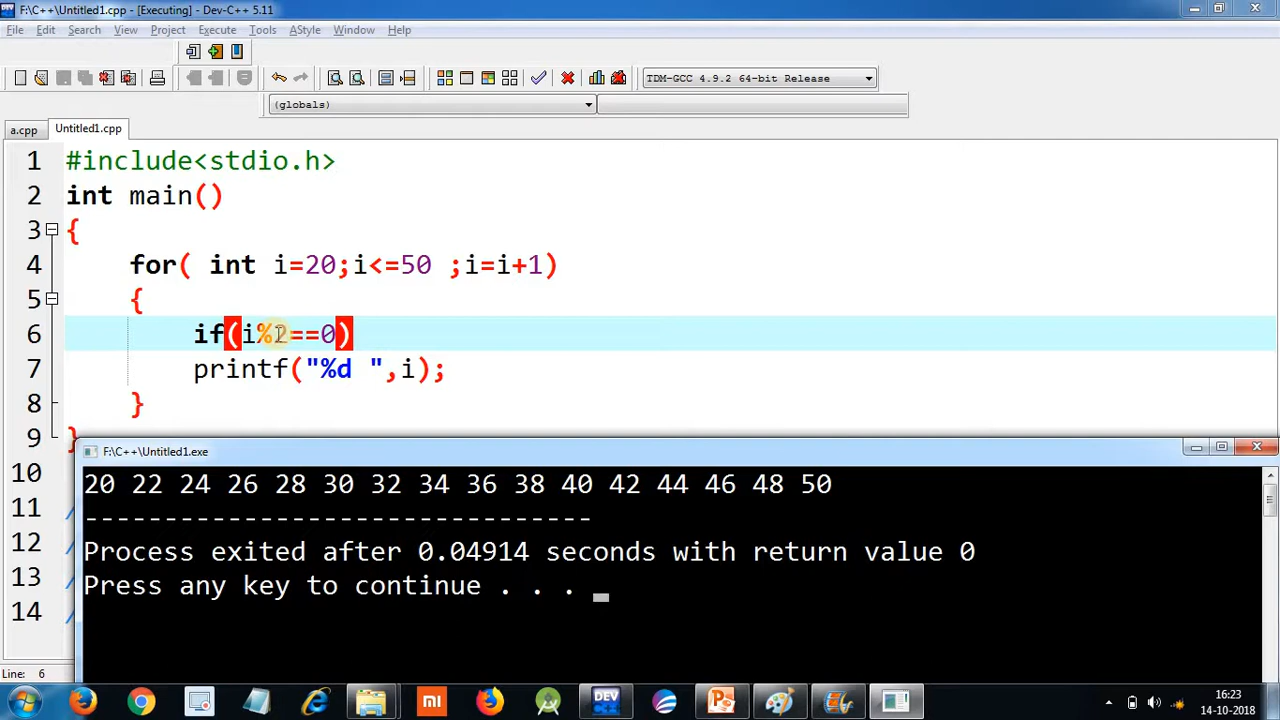 F:\C++\Untitled1.cpp - [Executing] - Dev-C++ 5.11
File Edit Search View Project Execute Tools AStyle Window Help
TDM-GCC 4.9.2 64-bit Release
(globals)
a.cpp Untitled1.cpp
1 #include<stdio.h>
2 int main()
3 {
4 for( int i=20;i<=50 ;i=i+1)
5 {
6 if(i%2==0)
7 printf("%d ",i);
8 }
9 }
10
11 /
12 /
13 /
14 /
F:\C++\Untitled1.exe
20 22 24 26 28 30 32 34 36 38 40 42 44 46 48 50
--------------------------------
Process exited after 0.04914 seconds with return value 0
Press any key to continue . . .
Line: 6
DEV C++
16:23
14-10-2018